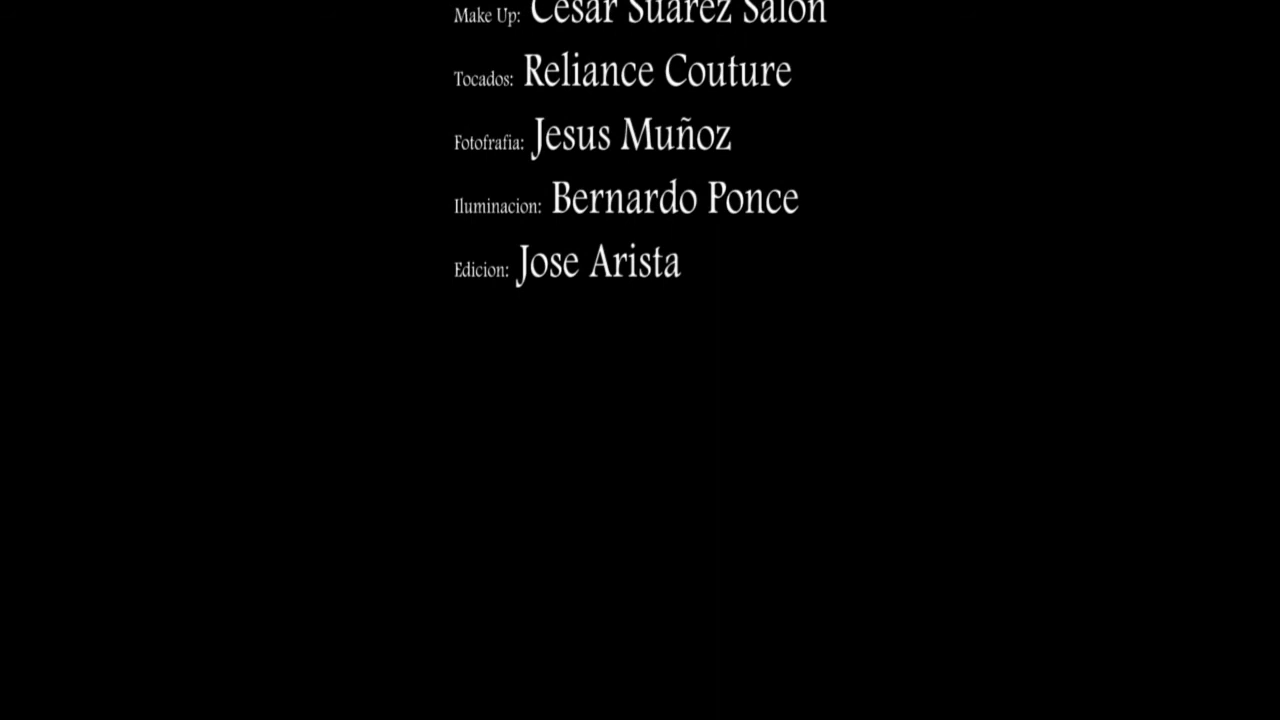 Make Up: Cesar Suarez Salon
Tocados: Reliance Couture
Fotofrafia: Jesus Muñoz
Iluminacion: Bernardo Ponce
Edicion: Jose Arista